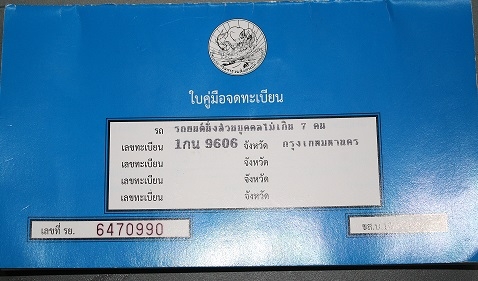 ใบคู่มือจดทะเบียน
รถ รถยนต์นั่งส่วนบุคคลไม่เกิน 7 คน
เลขทะเบียน 1กน 9606 จังหวัด กรุงเทพมหานคร
เลขทะเบียน จังหวัด
เลขทะเบียน จังหวัด
เลขทะเบียน จังหวัด
เลขที่ รย. 6470990